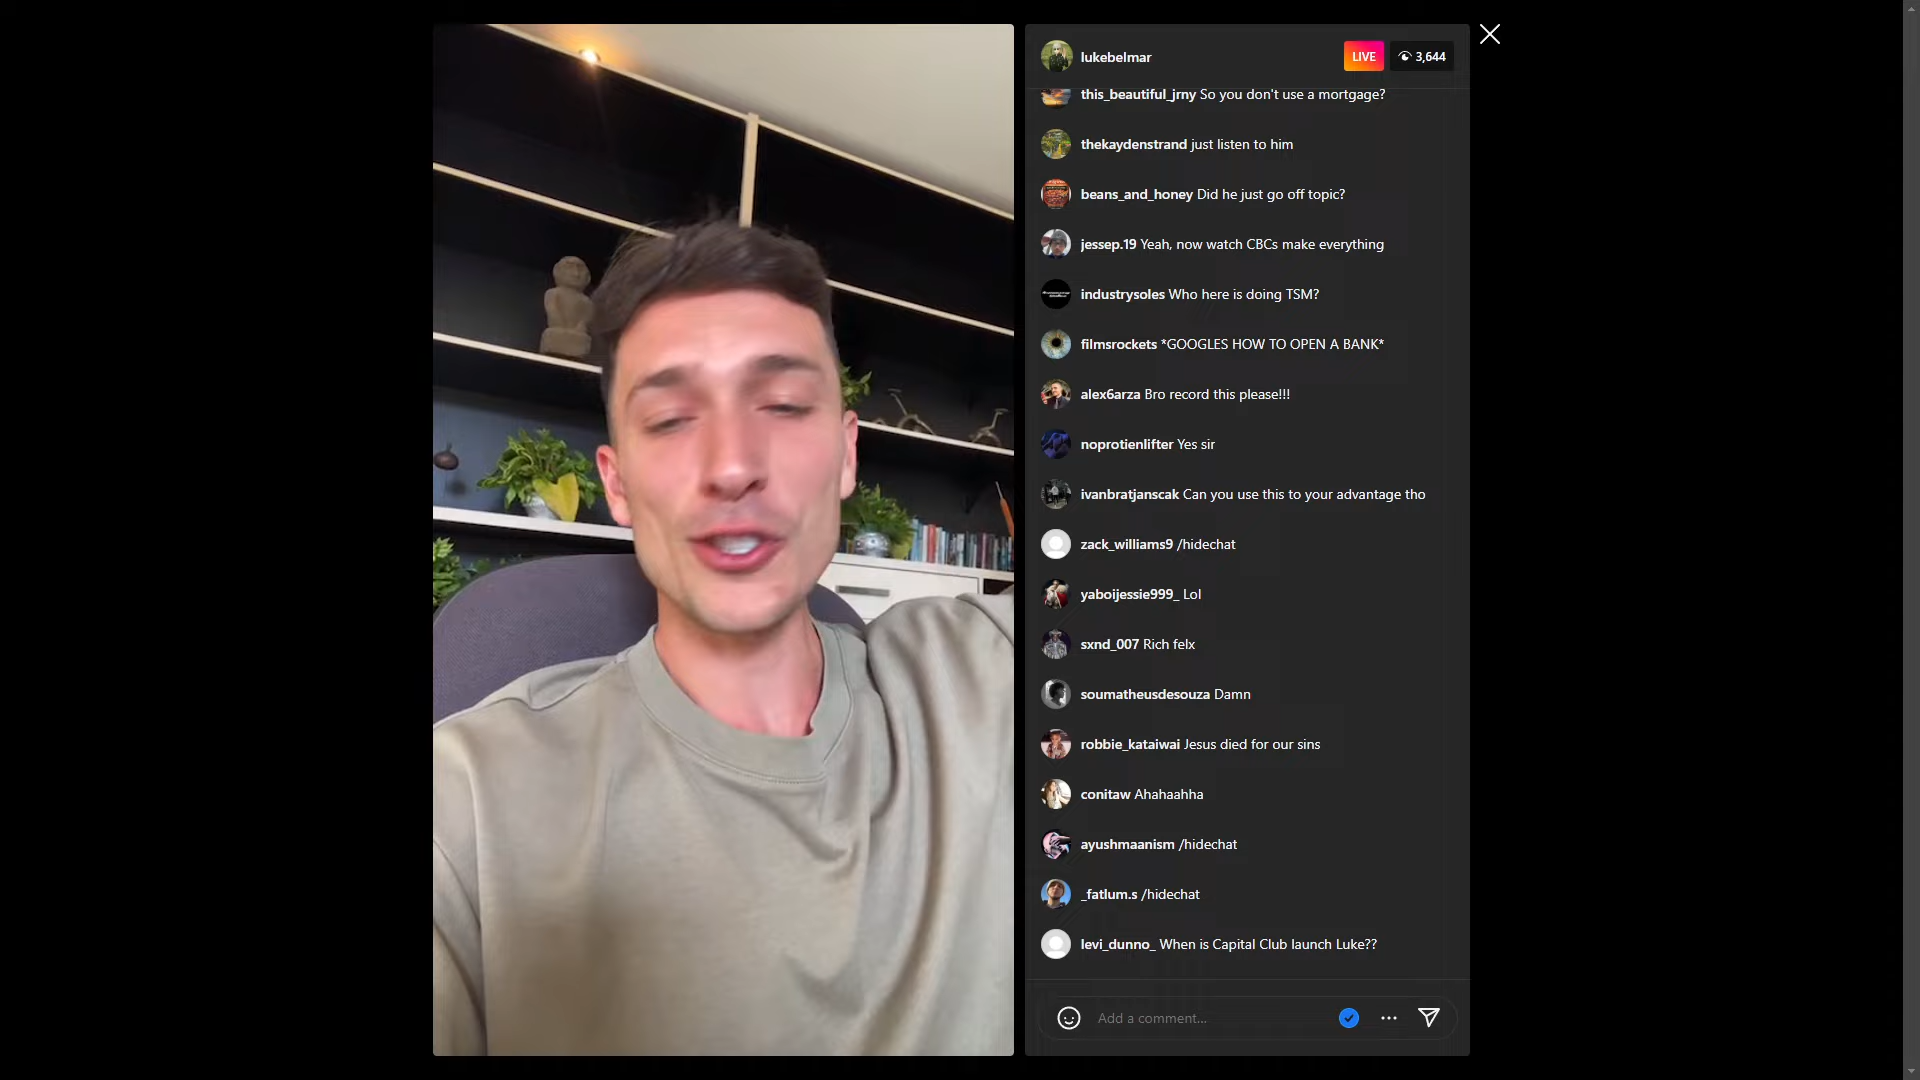 lukebelmar
LIVE
3,644
this_beautiful_jrny So you don't use a mortgage?
thekaydenstrand just listen to him
beans_and_honey Did he just go off topic?
jessep.19 Yeah, now watch CBCs make everything
industrysoles Who here is doing TSM?
filmsrockets *GOOGLES HOW TO OPEN A BANK*
alex6arza Bro record this please!!!
noprotienlifter Yes sir
ivanbratjanscak Can you use this to your advantage tho
zack_williams9 /hidechat
yaboijessie999_ Lol
sxnd_007 Rich felx
soumatheusdesouza Damn
robbie_kataiwai Jesus died for our sins
conitaw Ahahaahha
ayushmaanism /hidechat
_fatlum.s /hidechat
levi_dunno_ When is Capital Club launch Luke??
Add a comment...